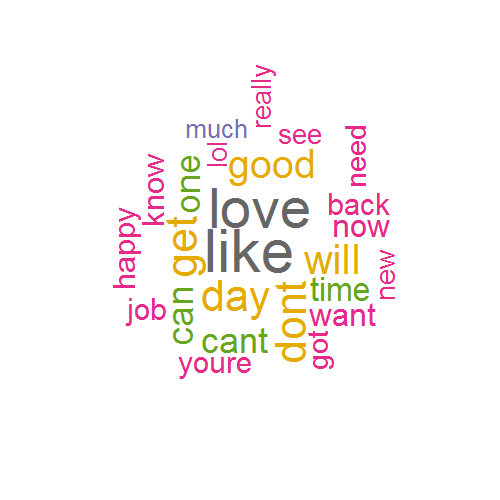 really
much
see
lol
need
good
know
one
love
back
happy
get
now
like
will
new
day
time
can
dont
job
want
cant
got
youre